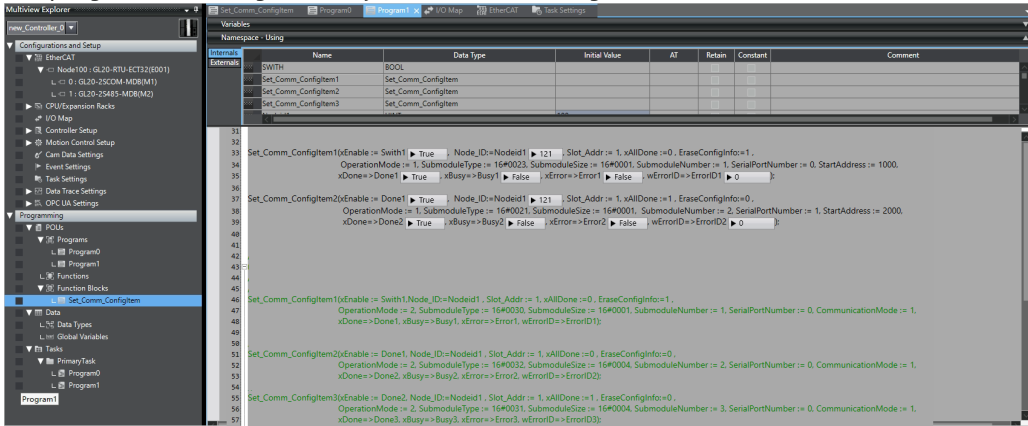 Multiview Explorer
Set_Comm_ConfigItem Program0 Program1 I/O Map EtherCAT Task Settings
new_Controller_0
Variables
Namespace - Using
Configurations and Setup
EtherCAT
Node100 : GL20-RTU-ECT32(E001)
0 : GL20-2SCOM-MDB(M1)
1 : GL20-2S485-MDB(M2)
CPU/Expansion Racks
I/O Map
Controller Setup
Motion Control Setup
Cam Data Settings
Event Settings
Task Settings
Data Trace Settings
OPC UA Settings
Programming
POUs
Programs
Program0
Program1
Functions
Function Blocks
Set_Comm_ConfigItem
Data
Data Types
Global Variables
Tasks
PrimaryTask
Program0
Program1
Program1
Internals
Externals
Name Data Type Initial Value AT Retain Constant Comment
SWITH BOOL
Set_Comm_ConfigItem1 Set_Comm_ConfigItem
Set_Comm_ConfigItem2 Set_Comm_ConfigItem
Set_Comm_ConfigItem3 Set_Comm_ConfigItem
31
32
33 Set_Comm_ConfigItem1(xEnable := Swith1 True , Node_ID:=Nodeid1 121 , Slot_Addr := 1, xAllDone :=0 , EraseConfigInfo:=1 ,
34 OperationMode := 1, SubmoduleType := 16#0023, SubmoduleSize := 16#0001, SubmoduleNumber := 1, SerialPortNumber := 0, StartAddress := 1000,
35 xDone=>Done1 True , xBusy=>Busy1 False , xError=>Error1 False , wErrorID=>ErrorID1 0 );
36
37 Set_Comm_ConfigItem2(xEnable := Done1 True , Node_ID:=Nodeid1 121 , Slot_Addr := 1, xAllDone :=1 , EraseConfigInfo:=0 ,
38 OperationMode := 1, SubmoduleType := 16#0021, SubmoduleSize := 16#0001, SubmoduleNumber := 2, SerialPortNumber := 1, StartAddress := 2000,
39 xDone=>Done2 True , xBusy=>Busy2 False , xError=>Error2 False , wErrorID=>ErrorID2 0 );
40
41
42
43
44
45
46 Set_Comm_ConfigItem1(xEnable := Swith1,Node_ID:=Nodeid1 , Slot_Addr := 1, xAllDone :=0 , EraseConfigInfo:=1 ,
47 OperationMode := 2, SubmoduleType := 16#0030, SubmoduleSize := 16#0001, SubmoduleNumber := 1, SerialPortNumber := 0, CommunicationMode := 1,
48 xDone=>Done1, xBusy=>Busy1, xError=>Error1, wErrorID=>ErrorID1);
49
50
51 Set_Comm_ConfigItem2(xEnable := Done1, Node_ID:=Nodeid1 , Slot_Addr := 1, xAllDone :=0 , EraseConfigInfo:=0 ,
52 OperationMode := 2, SubmoduleType := 16#0032, SubmoduleSize := 16#0004, SubmoduleNumber := 2, SerialPortNumber := 0, CommunicationMode := 1,
53 xDone=>Done2, xBusy=>Busy2, xError=>Error2, wErrorID=>ErrorID2);
54
55 Set_Comm_ConfigItem3(xEnable := Done2, Node_ID:=Nodeid1 , Slot_Addr := 1, xAllDone :=1 , EraseConfigInfo:=0 ,
56 OperationMode := 2, SubmoduleType := 16#0031, SubmoduleSize := 16#0004, SubmoduleNumber := 3, SerialPortNumber := 0, CommunicationMode := 1,
57 xDone=>Done3, xBusy=>Busy3, xError=>Error3, wErrorID=>ErrorID3);